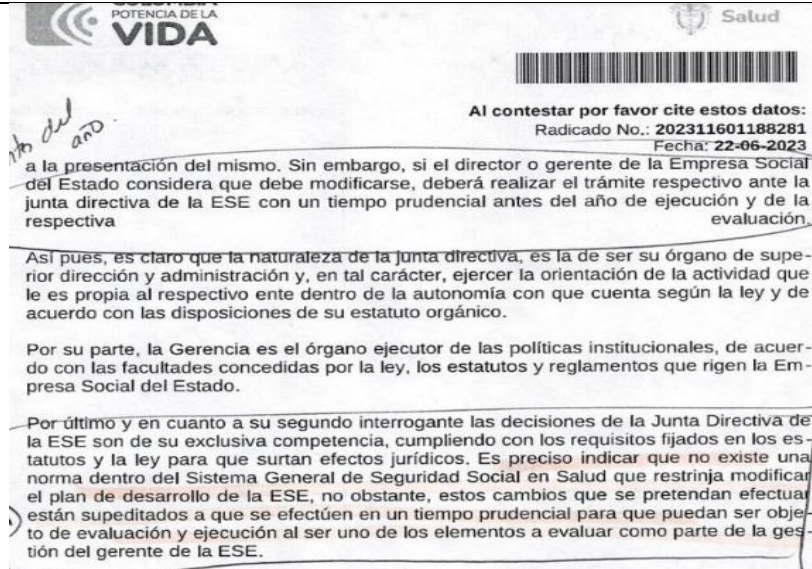 POTENCIA DE LA
VIDA
Salud
Al contestar por favor cite estos datos:
Radicado No.: 202311601188281
Fecha: 22-06-2023
del
año.
a la presentación del mismo. Sin embargo, si el director o gerente de la Empresa Social
del Estado considera que debe modificarse, deberá realizar el trámite respectivo ante la
junta directiva de la ESE con un tiempo prudencial antes del año de ejecución y de la
respectiva evaluación.
Así pues, es claro que la naturaleza de la junta directiva, es la de ser su órgano de supe-
rior dirección y administración y, en tal carácter, ejercer la orientación de la actividad que
le es propia al respectivo ente dentro de la autonomía con que cuenta según la ley y de
acuerdo con las disposiciones de su estatuto orgánico.
Por su parte, la Gerencia es el órgano ejecutor de las políticas institucionales, de acuer-
do con las facultades concedidas por la ley, los estatutos y reglamentos que rigen la Em-
presa Social del Estado.
Por último y en cuanto a su segundo interrogante las decisiones de la Junta Directiva de
la ESE son de su exclusiva competencia, cumpliendo con los requisitos fijados en los es-
tatutos y la ley para que surtan efectos jurídicos. Es preciso indicar que no existe una
norma dentro del Sistema General de Seguridad Social en Salud que restrinja modificar
el plan de desarrollo de la ESE, no obstante, estos cambios que se pretendan efectuar
están supeditados a que se efectúen en un tiempo prudencial para que puedan ser obje-
to de evaluación y ejecución al ser uno de los elementos a evaluar como parte de la ges-
tión del gerente de la ESE.